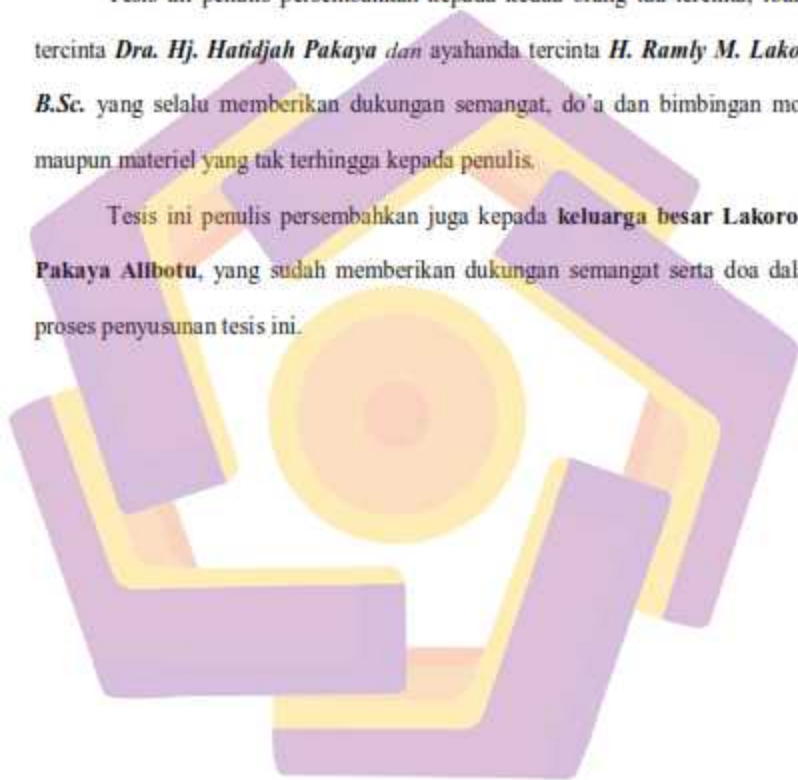 tercinta Dra. Hj. Hatidjah Pakaya dan ayahanda tercinta H. Ramly M. Lako
B.Sc. yang selalu memberikan dukungan semangat, do'a dan bimbingan mo
maupun materiel yang tak terhingga kepada penulis.
Tesis ini penulis persembahkan juga kepada keluarga besar Lakoro
Pakaya Alibotu, yang sudah memberikan dukungan semangat serta doa dal
proses penyusunan tesis ini.